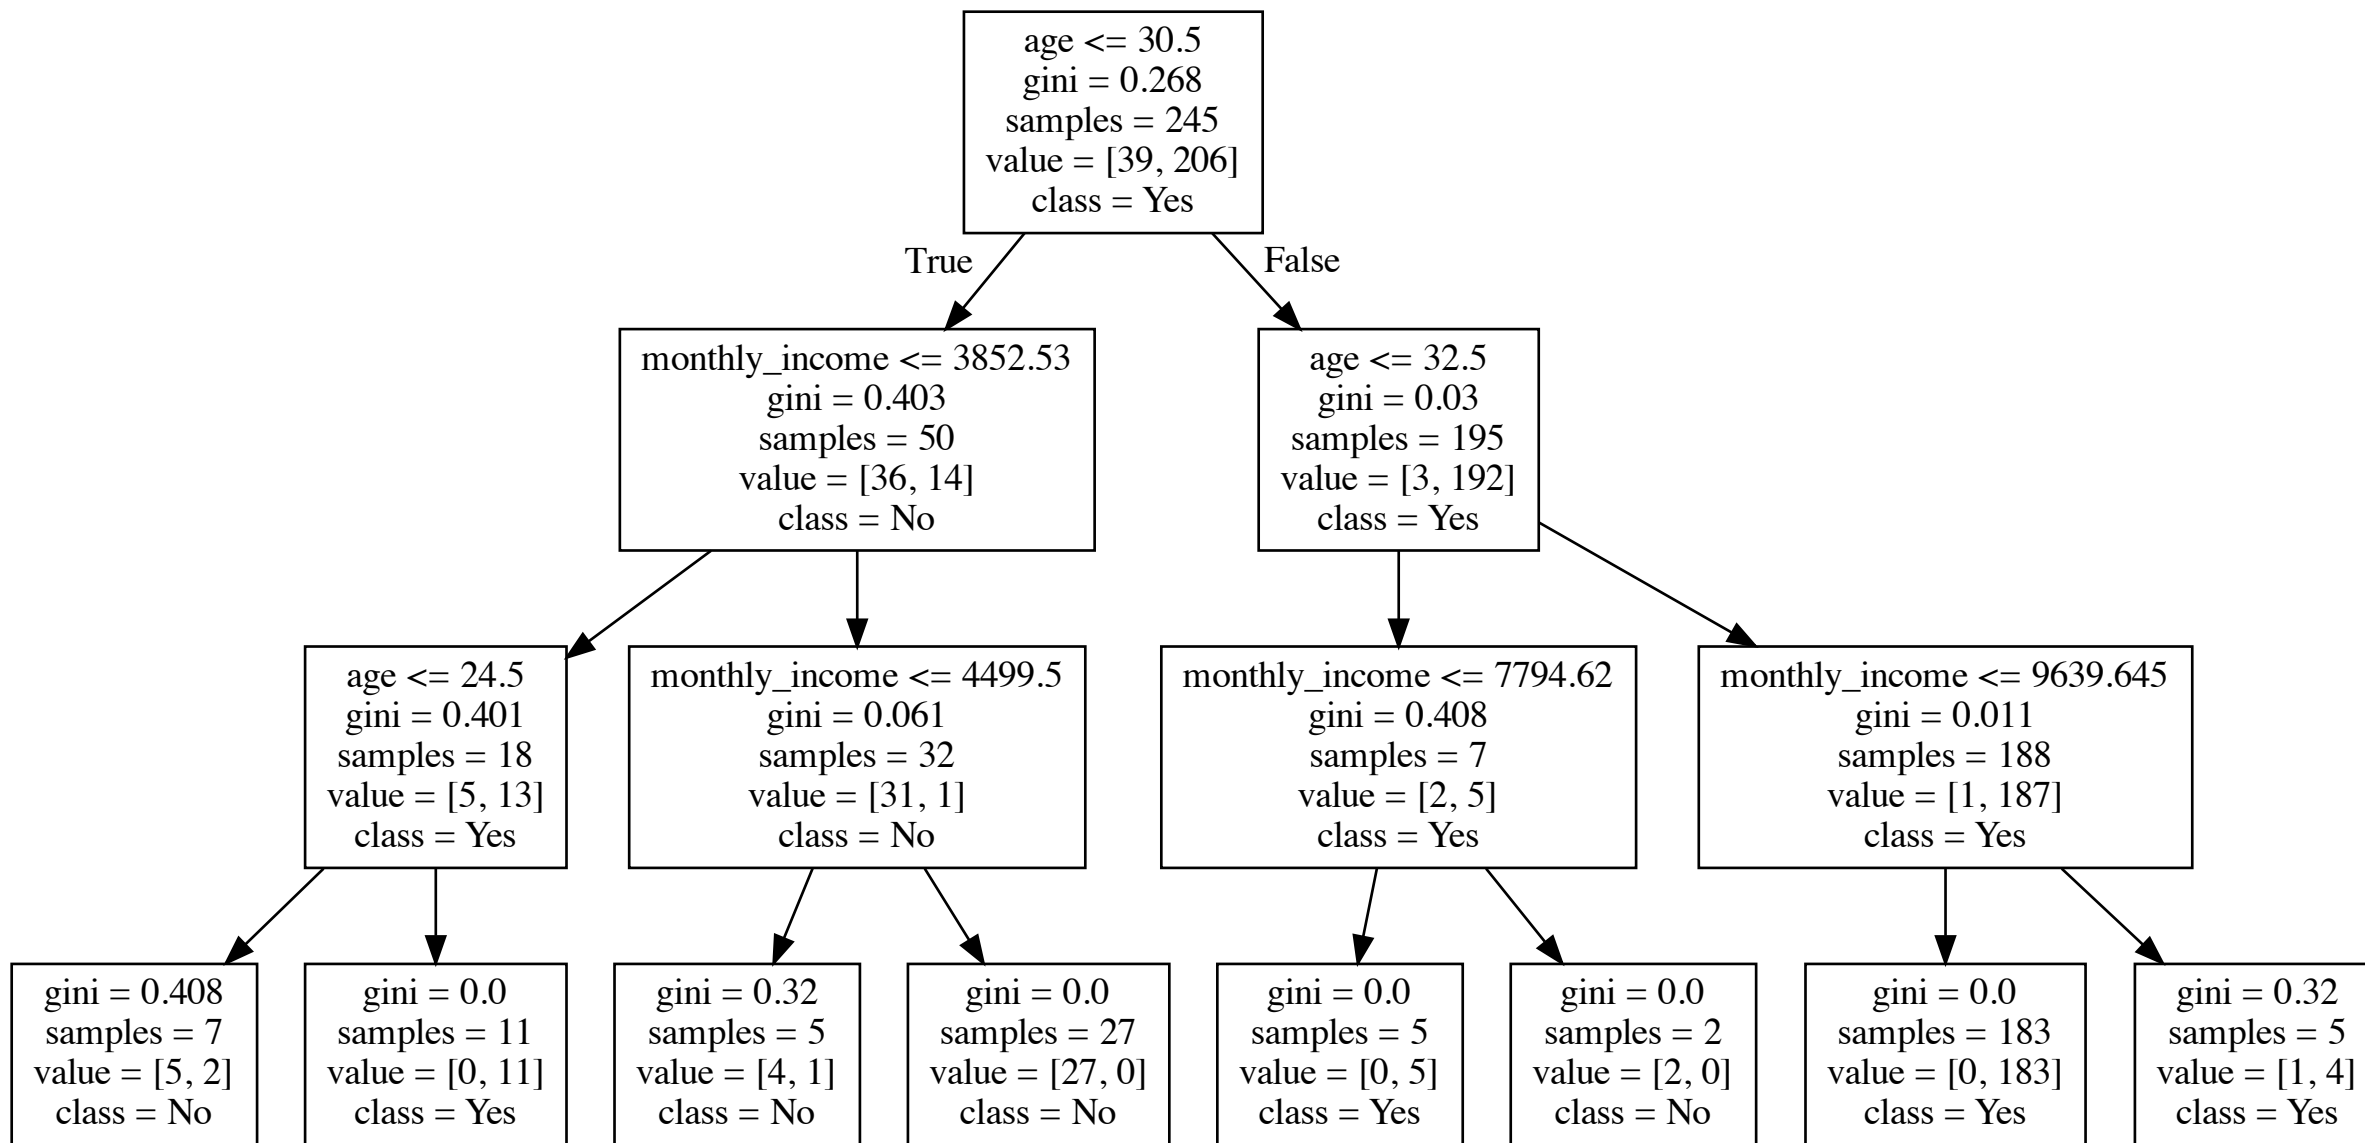 age <= 30.5
gini = 0.268
samples = 245
value = [39, 206]
class = Yes
True
False
monthly_income <= 3852.53
gini = 0.403
samples = 50
value = [36, 14]
class = No
age <= 32.5
gini = 0.03
samples = 195
value = [3, 192]
class = Yes
age <= 24.5
gini = 0.401
samples = 18
value = [5, 13]
class = Yes
monthly_income <= 4499.5
gini = 0.061
samples = 32
value = [31, 1]
class = No
monthly_income <= 7794.62
gini = 0.408
samples = 7
value = [2, 5]
class = Yes
monthly_income <= 9639.645
gini = 0.011
samples = 188
value = [1, 187]
class = Yes
gini = 0.408
samples = 7
value = [5, 2]
class = No
gini = 0.0
samples = 11
value = [0, 11]
class = Yes
gini = 0.32
samples = 5
value = [4, 1]
class = No
gini = 0.0
samples = 27
value = [27, 0]
class = No
gini = 0.0
samples = 5
value = [0, 5]
class = Yes
gini = 0.0
samples = 2
value = [2, 0]
class = No
gini = 0.0
samples = 183
value = [0, 183]
class = Yes
gini = 0.32
samples = 5
value = [1, 4]
class = Yes